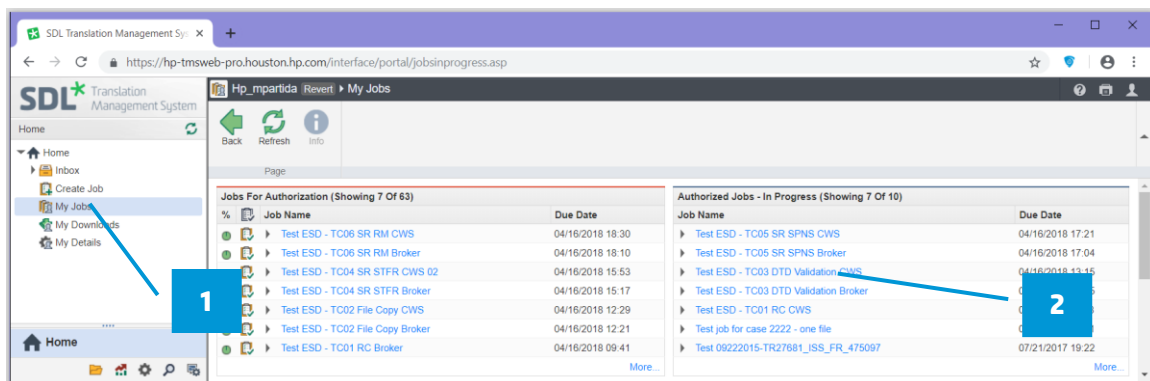 SDL Translation Management Sy
https://hp-tmsweb-pro.houston.hp.com/interface/portal/jobsinprogress.asp
SDL Translation Management System
Hp_mpartida Revert My Jobs
Home
Back Refresh Info
Page
Home
Inbox
Create Job
My Jobs
My Downloads
My Details
Home
Jobs For Authorization (Showing 7 Of 63)
% Job Name Due Date
Test ESD - TC06 SR RM CWS 04/16/2018 18:30
Test ESD - TC06 SR RM Broker 04/16/2018 18:10
Test ESD - TC04 SR STFR CWS 02 04/16/2018 15:53
Test ESD - TC04 SR STFR Broker 04/16/2018 15:17
Test ESD - TC02 File Copy CWS 04/16/2018 12:29
Test ESD - TC02 File Copy Broker 04/16/2018 12:21
Test ESD - TC01 RC Broker 04/16/2018 09:41
More...
Authorized Jobs - In Progress (Showing 7 Of 10)
Job Name Due Date
Test ESD - TC05 SR SPNS CWS 04/16/2018 17:21
Test ESD - TC05 SR SPNS Broker 04/16/2018 17:04
Test ESD - TC03 DTD Validation CWS 04/16/2018 13:15
Test ESD - TC03 DTD Validation Broker
Test ESD - TC01 RC CWS
Test job for case 2222 - one file
Test 09222015-TR27681_ISS_FR_475097 07/21/2017 19:22
More...
1
2